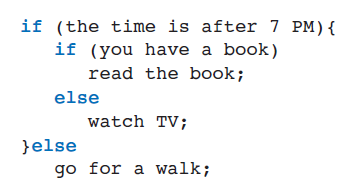 if (the time is after 7 PM){
if (you have a book)
read the book;
else
watch TV;
}else
go for a walk;